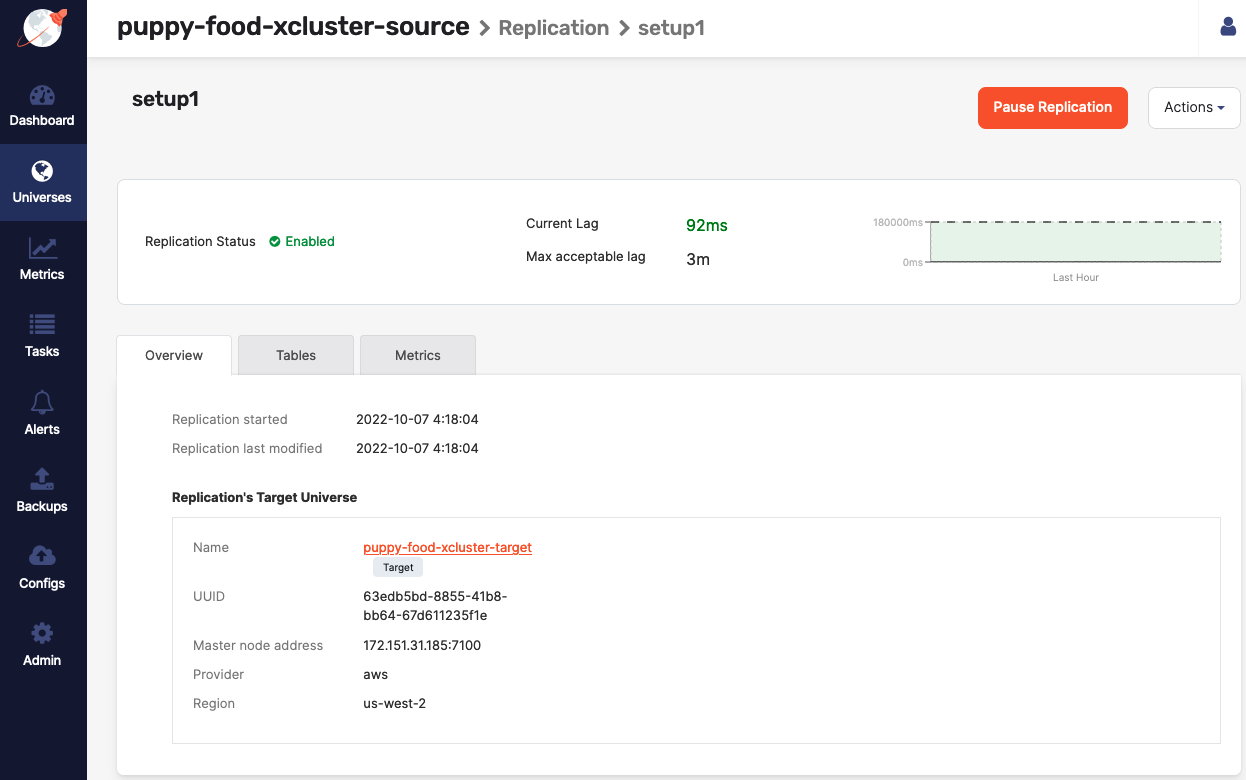 puppy-food-xcluster-source > Replication > setup1
Dashboard
Universes
Metrics
Tasks
Alerts
Backups
Configs
Admin
setup1
Pause Replication
Actions
Replication Status Enabled
Current Lag 92ms
Max acceptable lag 3m
180000ms
0ms
Last Hour
Overview Tables Metrics
Replication started 2022-10-07 4:18:04
Replication last modified 2022-10-07 4:18:04
Replication's Target Universe
Name puppy-food-xcluster-target
Target
UUID 63edb5bd-8855-41b8-
bb64-67d611235f1e
Master node address 172.151.31.185:7100
Provider aws
Region us-west-2